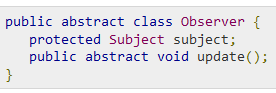 public abstract class Observer {
   protected Subject subject;
   public abstract void update();
}